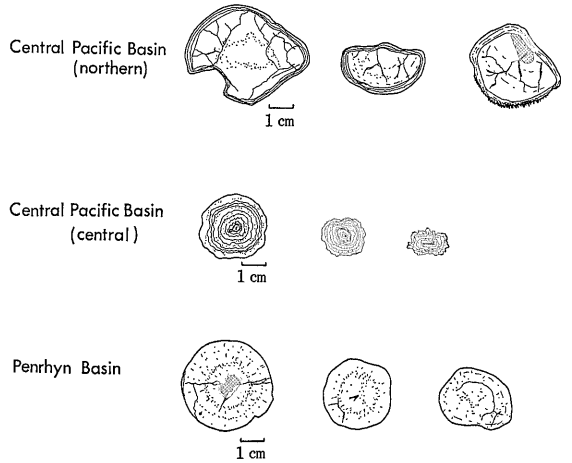 Central Pacific Basin
(northern)
1 cm
Central Pacific Basin
(central)
1 cm
Penrhyn Basin
1 cm